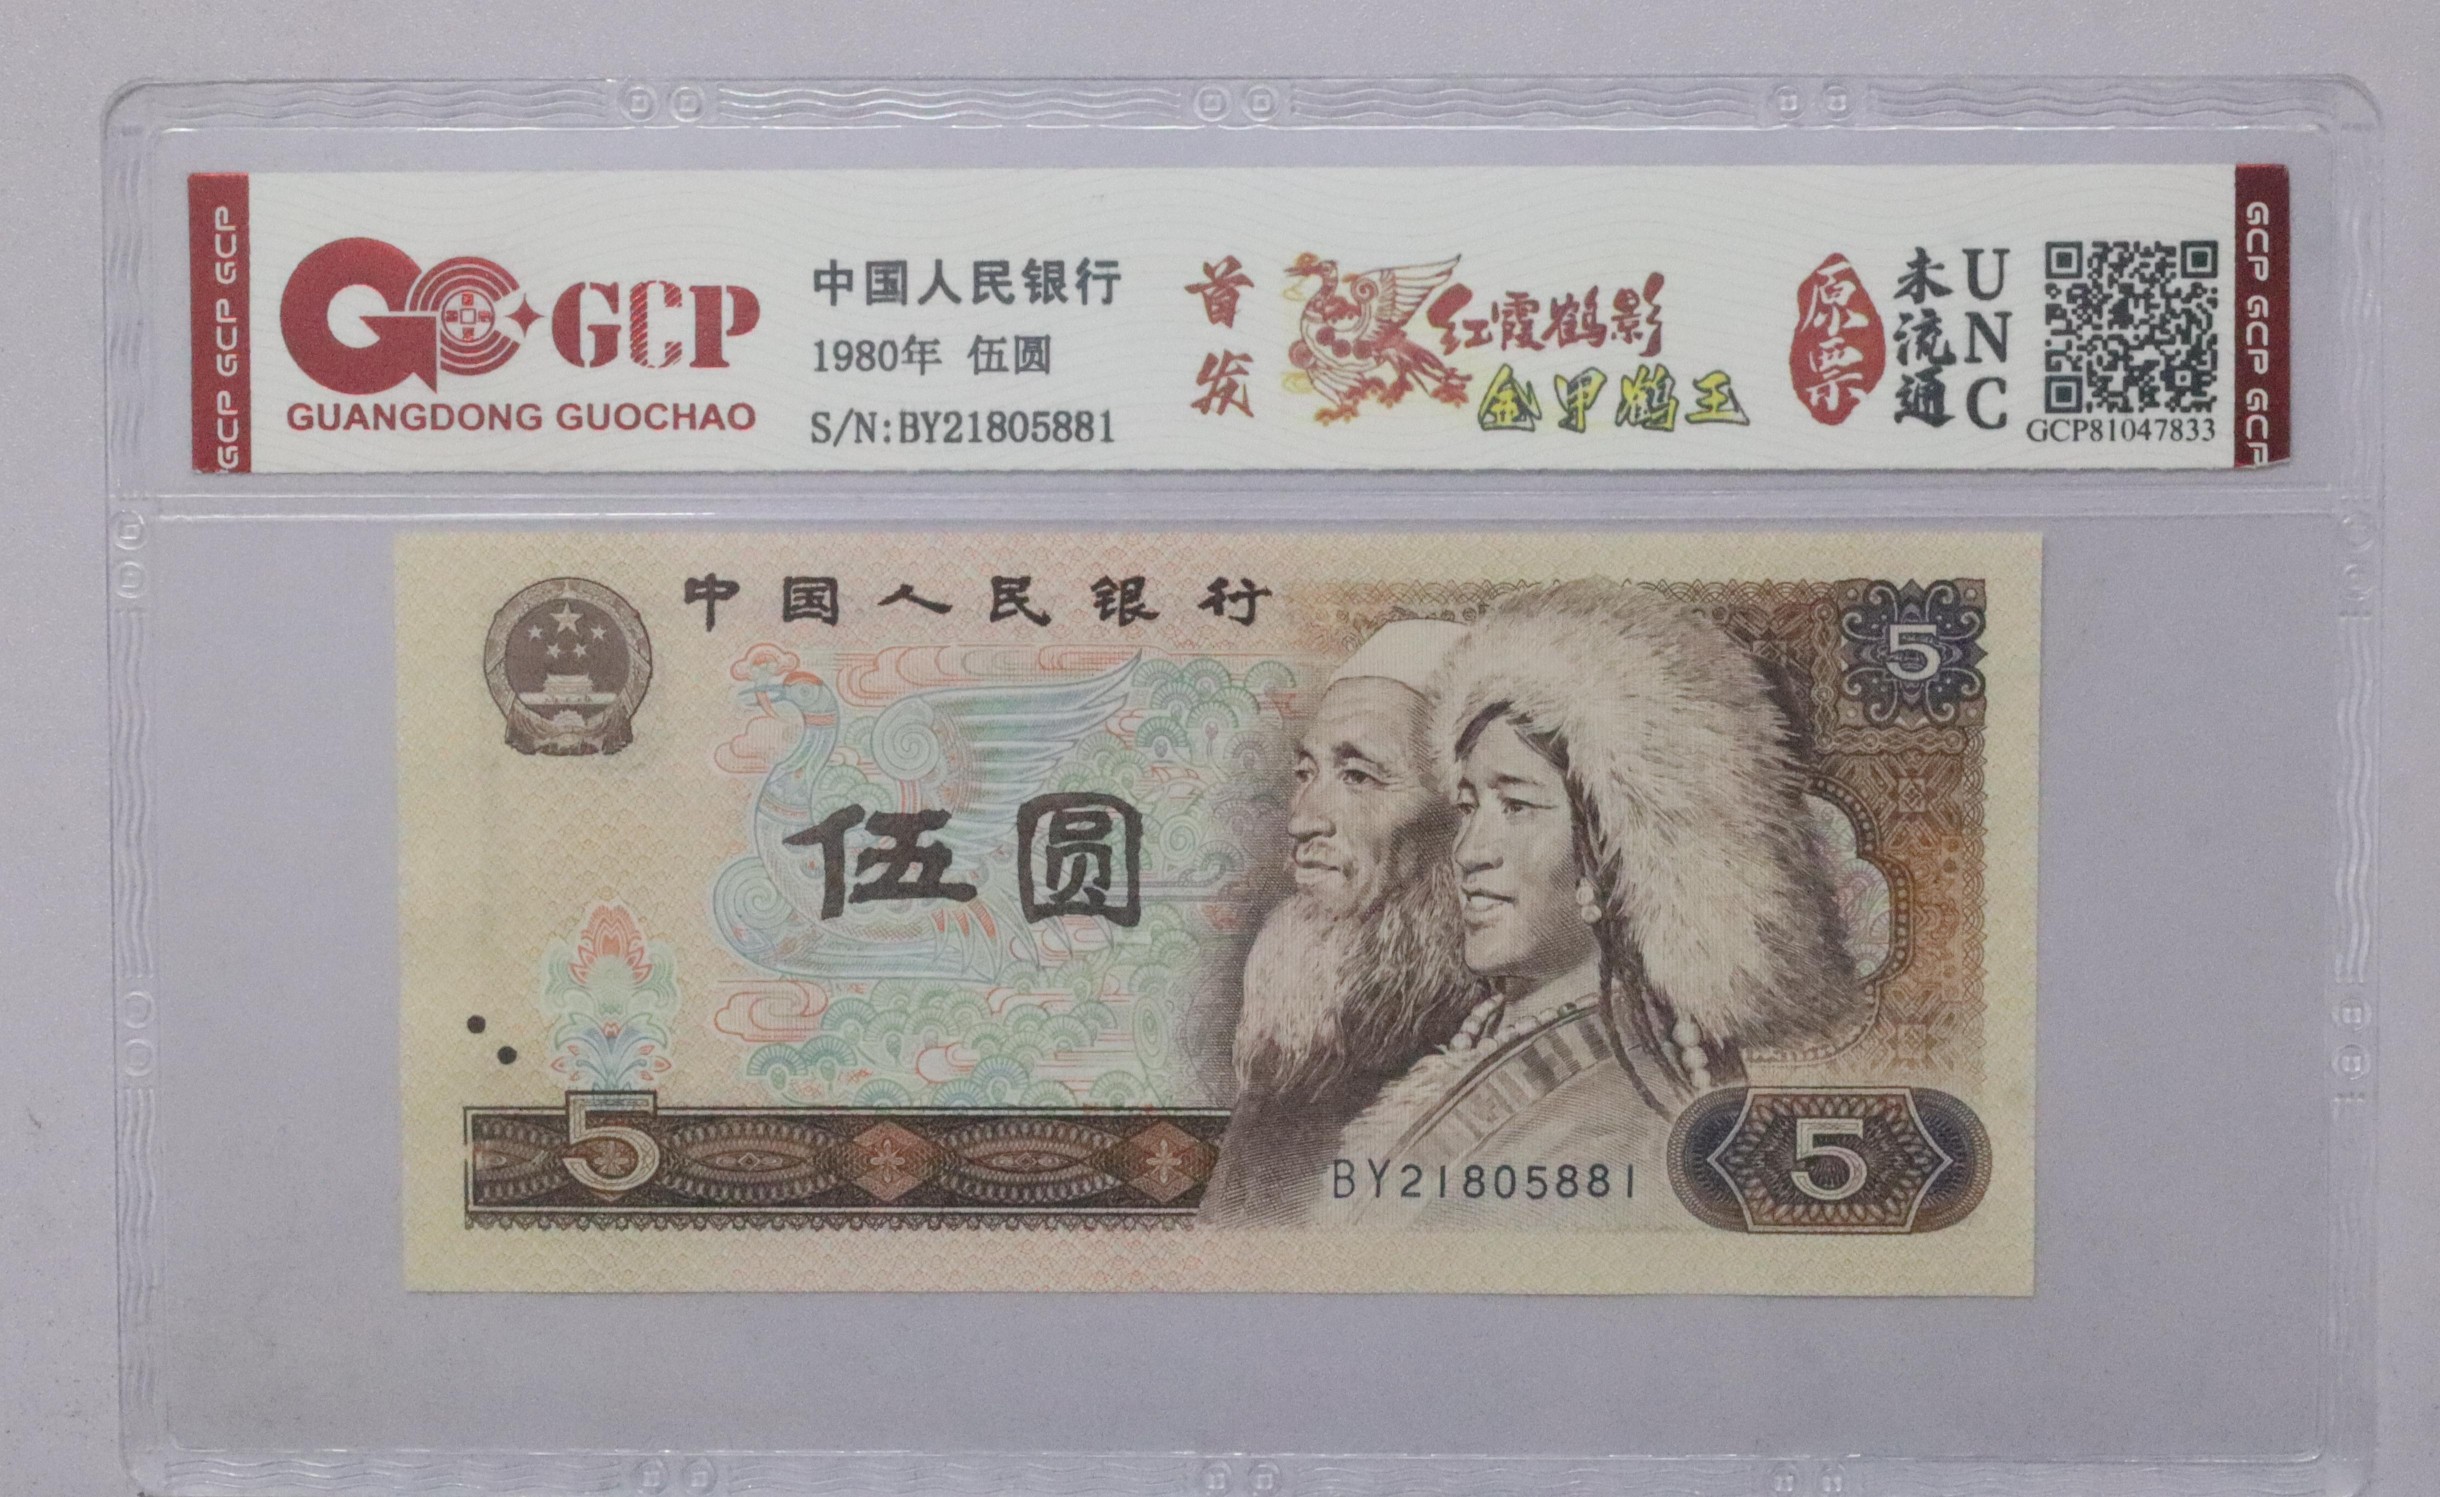 GCP GCP GCP
GCP
GUANGDONG GUOCHAO
中国人民银行
1980年 伍圆
S/N:BY21805881
首发
红霞鹤影
金甲鹤王
原票
未流通
UNC
GCP81047833
GCP GCP GCP
中国人民银行
5
伍圆
5
BY21805881
5